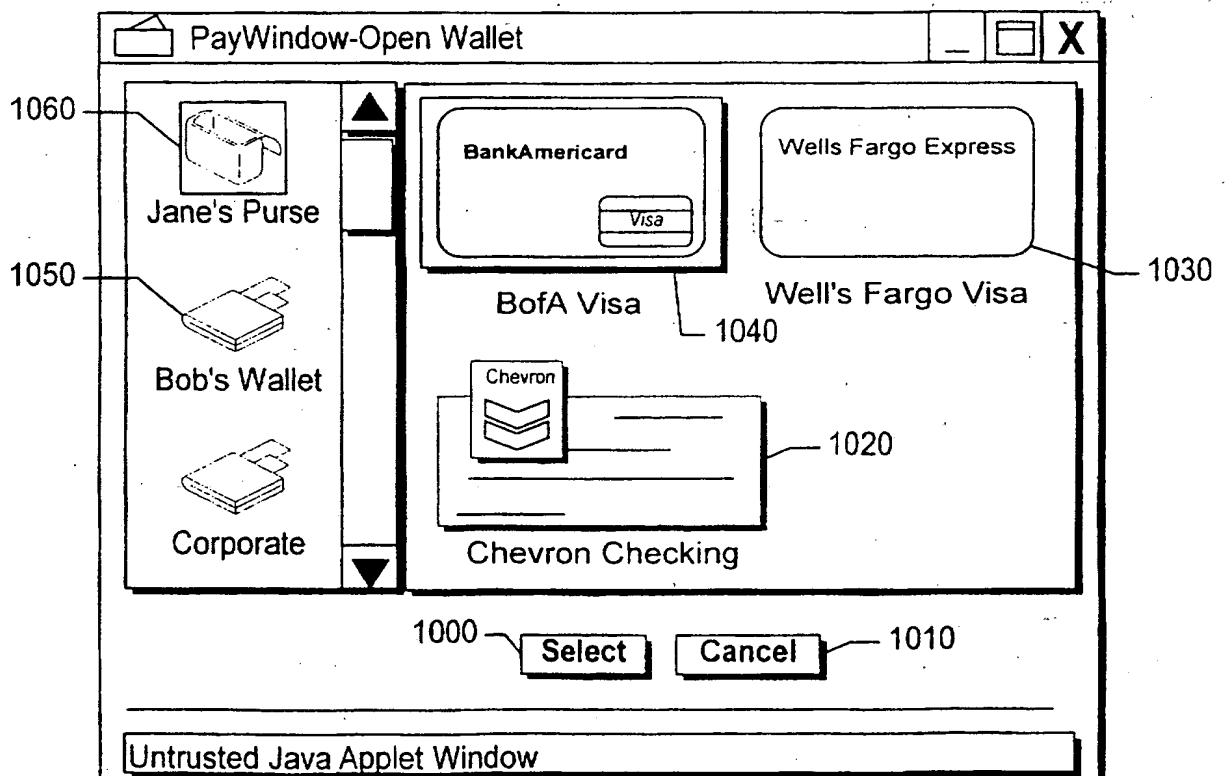 PayWindow-Open Wallet
X
1060
Jane's Purse
1050
Bob's Wallet
Corporate
BankAmericard
Visa
BofA Visa
1040
Wells Fargo Express
Well's Fargo Visa
1030
Chevron
1020
Chevron Checking
1000
Select
Cancel
1010
Untrusted Java Applet Window